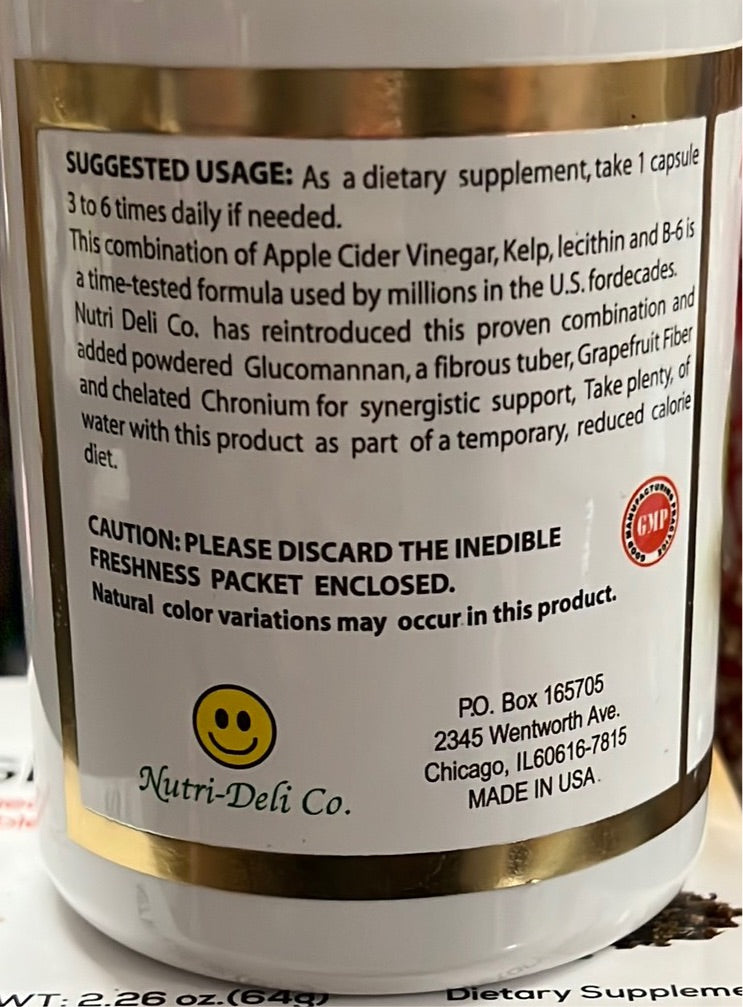 SUGGESTED USAGE: As a dietary supplement, take 1 capsule
3 to 6 times daily if needed.
This combination of Apple Cider Vinegar, Kelp, lecithin and B-6 is
a time-tested formula used by millions in the U.S. fordecades.
Nutri Deli Co. has reintroduced this proven combination and
added powdered Glucomannan, a fibrous tuber, Grapefruit Fiber
and chelated Chronium for synergistic support, Take plenty, of
water with this product as part of a temporary, reduced calorie
diet.
CAUTION: PLEASE DISCARD THE INEDIBLE
FRESHNESS PACKET ENCLOSED.
Natural color variations may occur in this product.
GOOD MANUFACTURING PRACTICE
GMP
Nutri-Deli Co.
P.O. Box 165705
2345 Wentworth Ave.
Chicago, IL60616-7815
MADE IN USA.
WT: 2.26 oz.(64g)
Dietary Suppleme